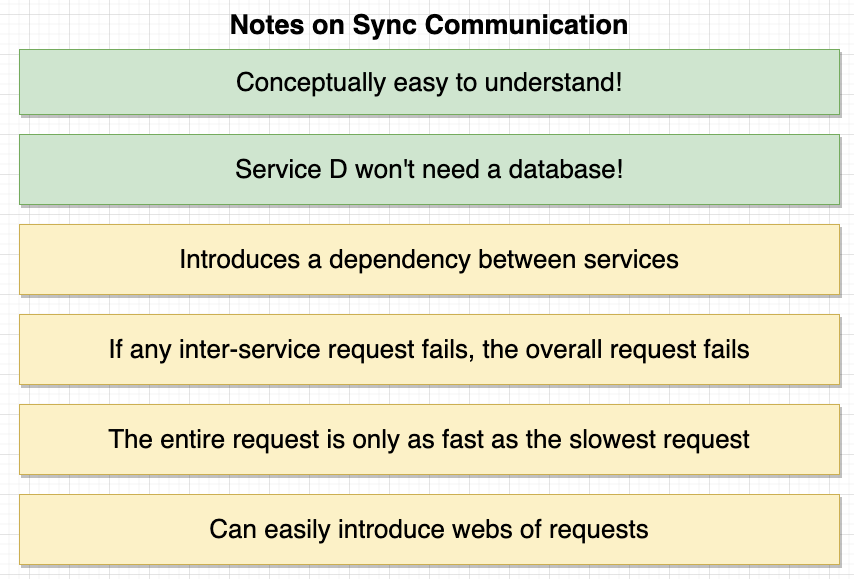 Notes on Sync Communication
Conceptually easy to understand!
Service D won't need a database!
Introduces a dependency between services
If any inter-service request fails, the overall request fails
The entire request is only as fast as the slowest request
Can easily introduce webs of requests